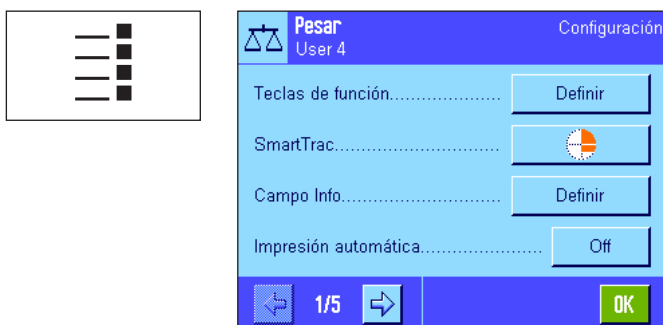 Pesar
Configuración
User 4
Teclas de función.................... Definir
SmartTrac..............................
Campo Info............................. Definir
Impresión automática...................... Off
1/5
OK